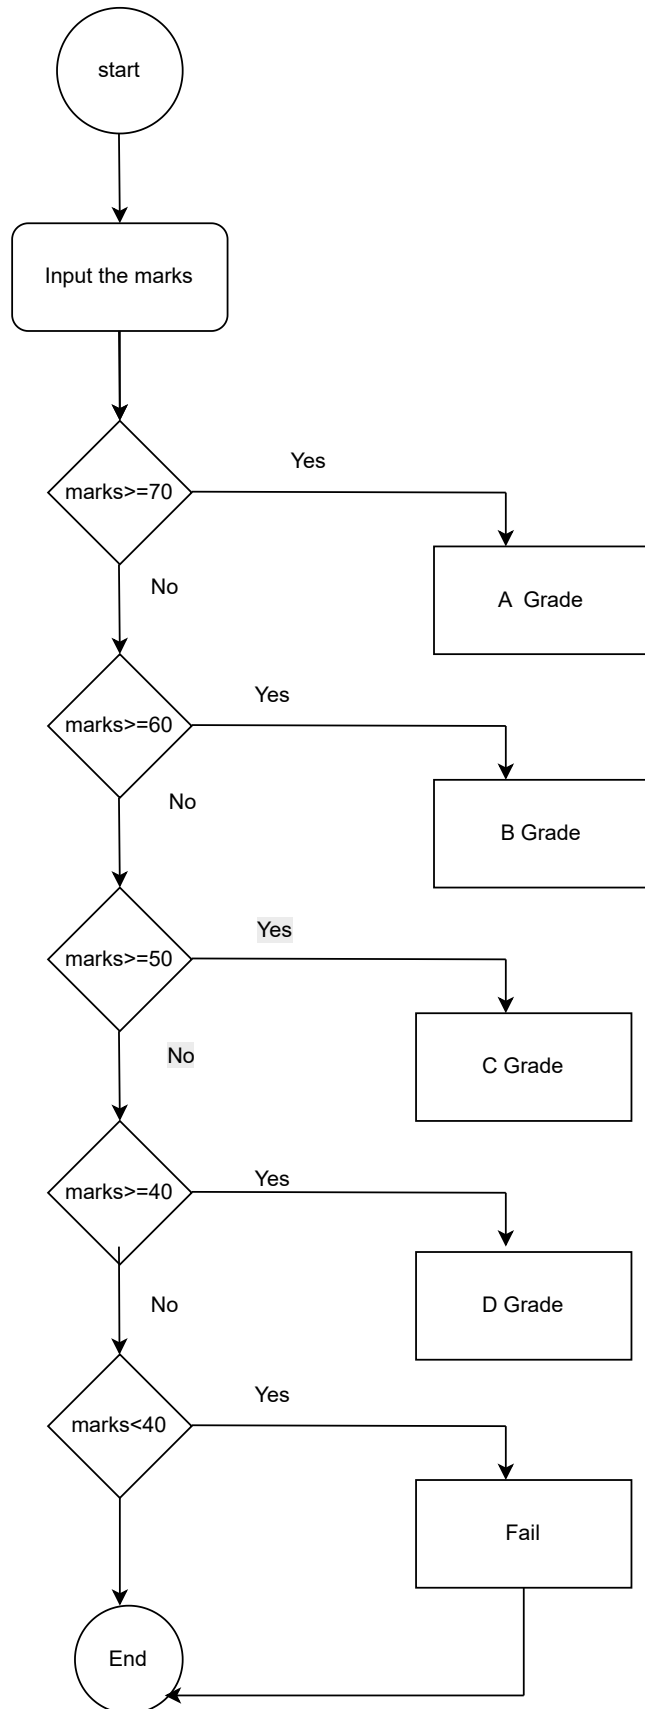 start
Input the marks
marks>=70
Yes
A  Grade
No
marks>=60
Yes
B Grade
No
marks>=50
Yes
C Grade
No
marks>=40
Yes
D Grade
No
marks<40
Yes
Fail
End